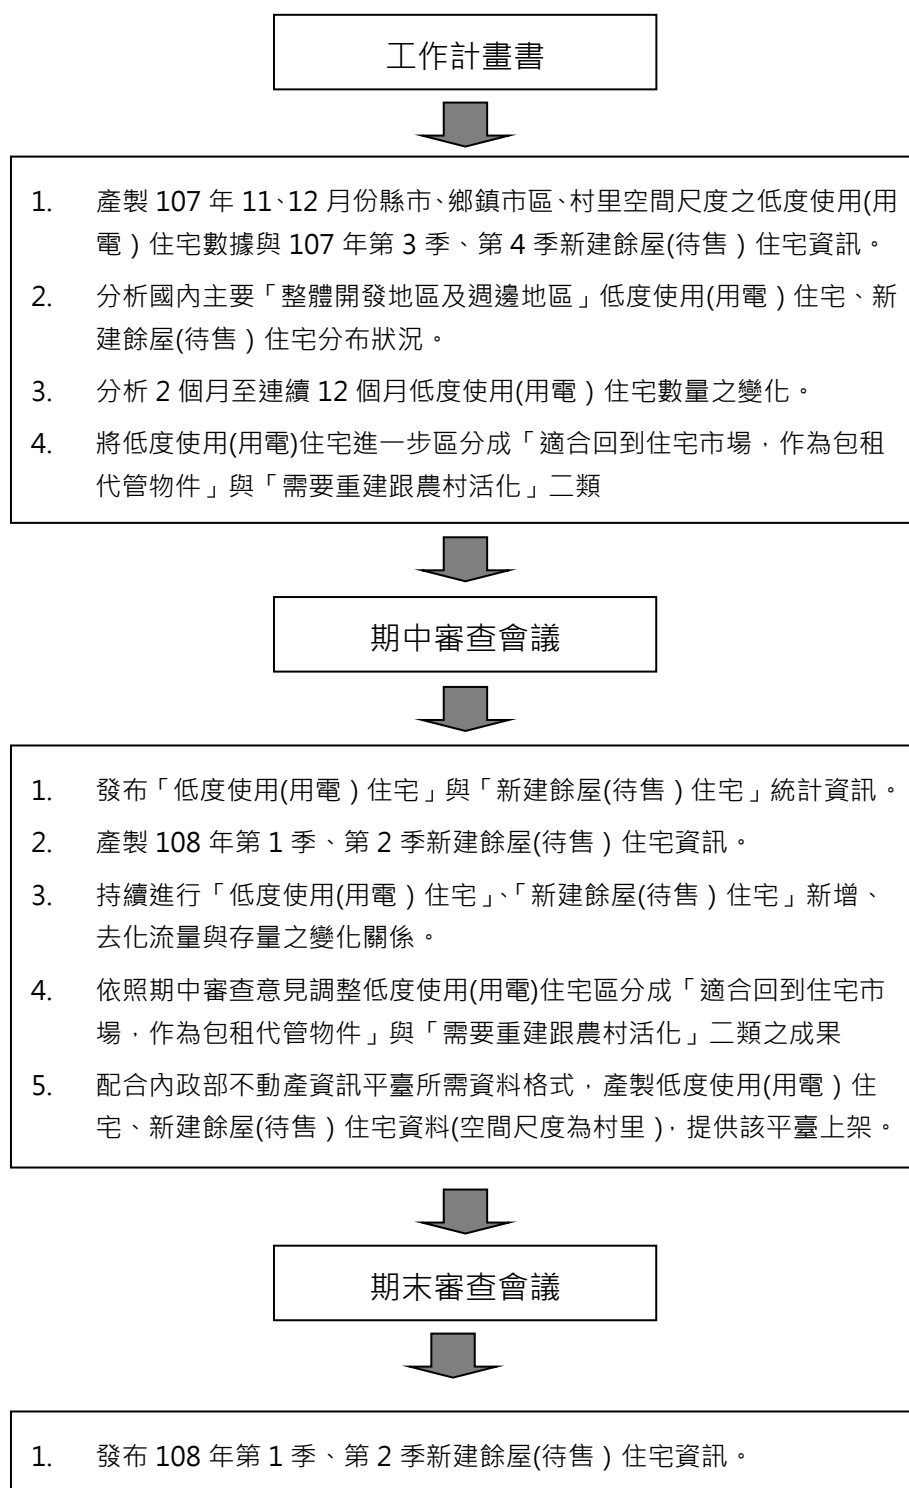 工作計畫書
1. 產製 107 年 11、12 月份縣市、鄉鎮市區、村里空間尺度之低度使用(用
電）住宅數據與 107 年第 3 季、第 4 季新建餘屋(待售）住宅資訊。
2. 分析國內主要「整體開發地區及週邊地區」低度使用(用電）住宅、新
建餘屋(待售）住宅分布狀況。
3. 分析 2 個月至連續 12 個月低度使用(用電）住宅數量之變化。
4. 將低度使用(用電)住宅進一步區分成「適合回到住宅市場，作為包租
代管物件」與「需要重建跟農村活化」二類
期中審查會議
1. 發布「低度使用(用電）住宅」與「新建餘屋(待售）住宅」統計資訊。
2. 產製 108 年第 1 季、第 2 季新建餘屋(待售）住宅資訊。
3. 持續進行「低度使用(用電）住宅」、「新建餘屋(待售）住宅」新增、
去化流量與存量之變化關係。
4. 依照期中審查意見調整低度使用(用電)住宅區分成「適合回到住宅市
場，作為包租代管物件」與「需要重建跟農村活化」二類之成果
5. 配合內政部不動產資訊平臺所需資料格式，產製低度使用(用電）住
宅、新建餘屋(待售）住宅資料(空間尺度為村里），提供該平臺上架。
期末審查會議
1. 發布 108 年第 1 季、第 2 季新建餘屋(待售）住宅資訊。